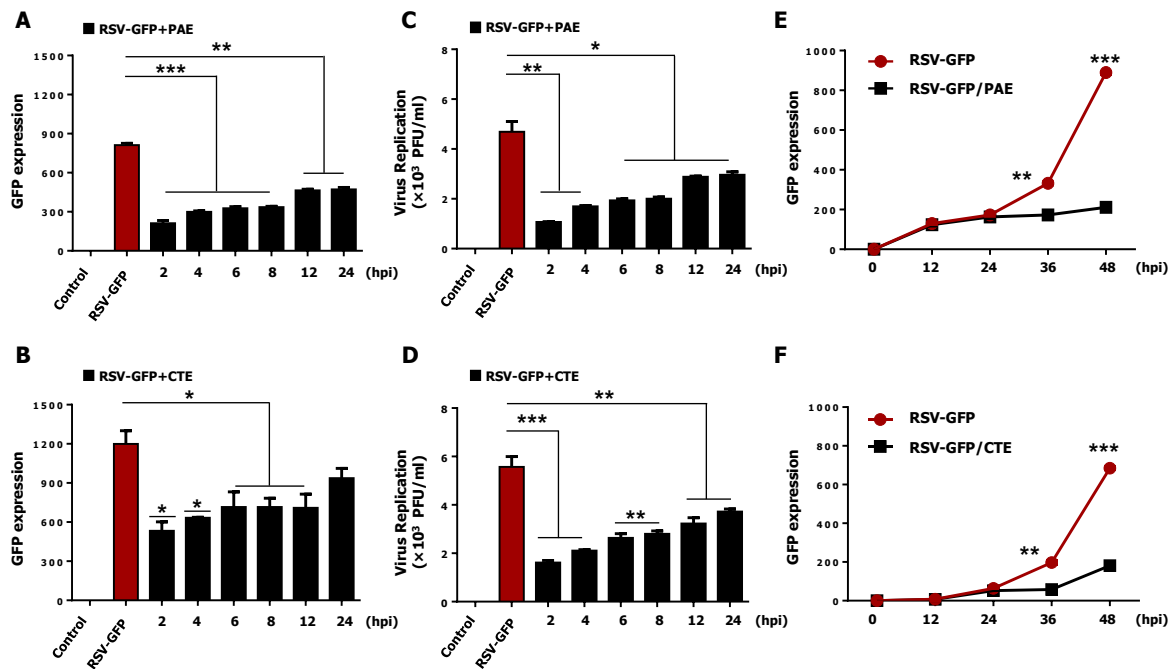 A
■ RSV-GFP+PAE
**
***
GFP expression
1500
1200
900
600
300
0
Control
RSV-GFP
2 4 6 8 12 24 (hpi)
C
■ RSV-GFP+PAE
*
**
Virus Replication
(×10³ PFU/ml)
8
6
4
2
0
Control
RSV-GFP
2 4 6 8 12 24 (hpi)
E
RSV-GFP
RSV-GFP/PAE
***
**
GFP expression
1000
800
600
400
200
0
0 12 24 36 48 (hpi)
B
■ RSV-GFP+CTE
*
* *
GFP expression
1500
1200
900
600
300
0
Control
RSV-GFP
2 4 6 8 12 24 (hpi)
D
■ RSV-GFP+CTE
**
***
**
Virus Replication
(×10³ PFU/ml)
8
6
4
2
0
Control
RSV-GFP
2 4 6 8 12 24 (hpi)
F
RSV-GFP
RSV-GFP/CTE
***
**
GFP expression
1000
800
600
400
200
0
0 12 24 36 48 (hpi)